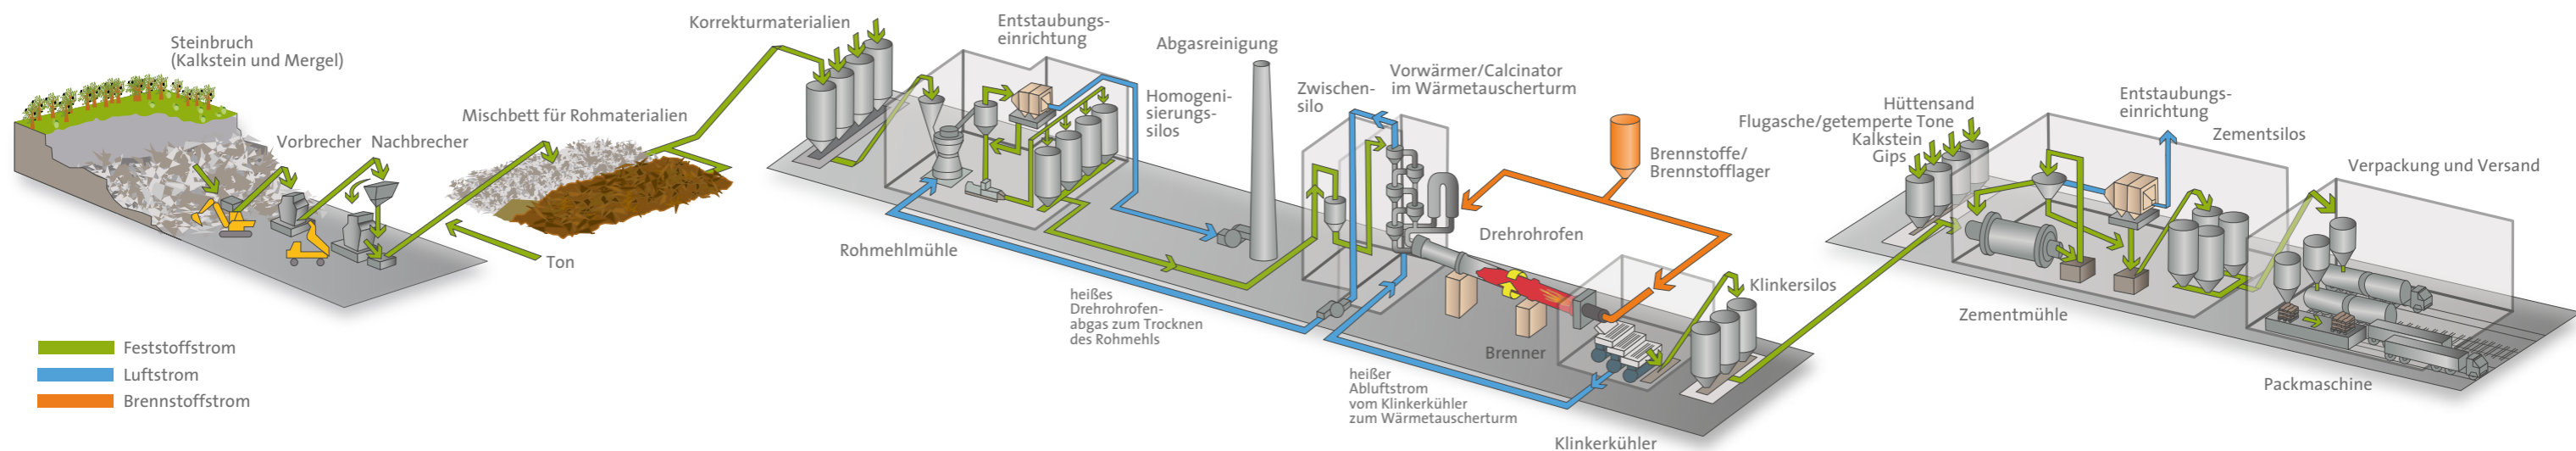 Steinbruch
(Kalkstein und Mergel)
Vorbrecher
Nachbrecher
Mischbett für Rohmaterialien
Ton
Korrekturmaterialien
Entstaubungs-
einrichtung
Rohmehlmühle
Homogeni-
sierungs-
silos
Abgasreinigung
heißes
Drehrohrofen-
abgas zum Trocknen
des Rohmehls
Zwischen-
silo
Vorwärmer/Calcinator
im Wärmetauscherturm
Brennstoffe/
Brennstofflager
Drehrohrofen
Brenner
heißer
Abluftstrom
vom Klinkerkühler
zum Wärmetauscherturm
Klinkerkühler
Klinkersilos
Hüttensand
Flugasche/getemperte Tone
Kalkstein
Gips
Zementmühle
Entstaubungs-
einrichtung
Zementsilos
Verpackung und Versand
Packmaschine
Feststoffstrom
Luftstrom
Brennstoffstrom